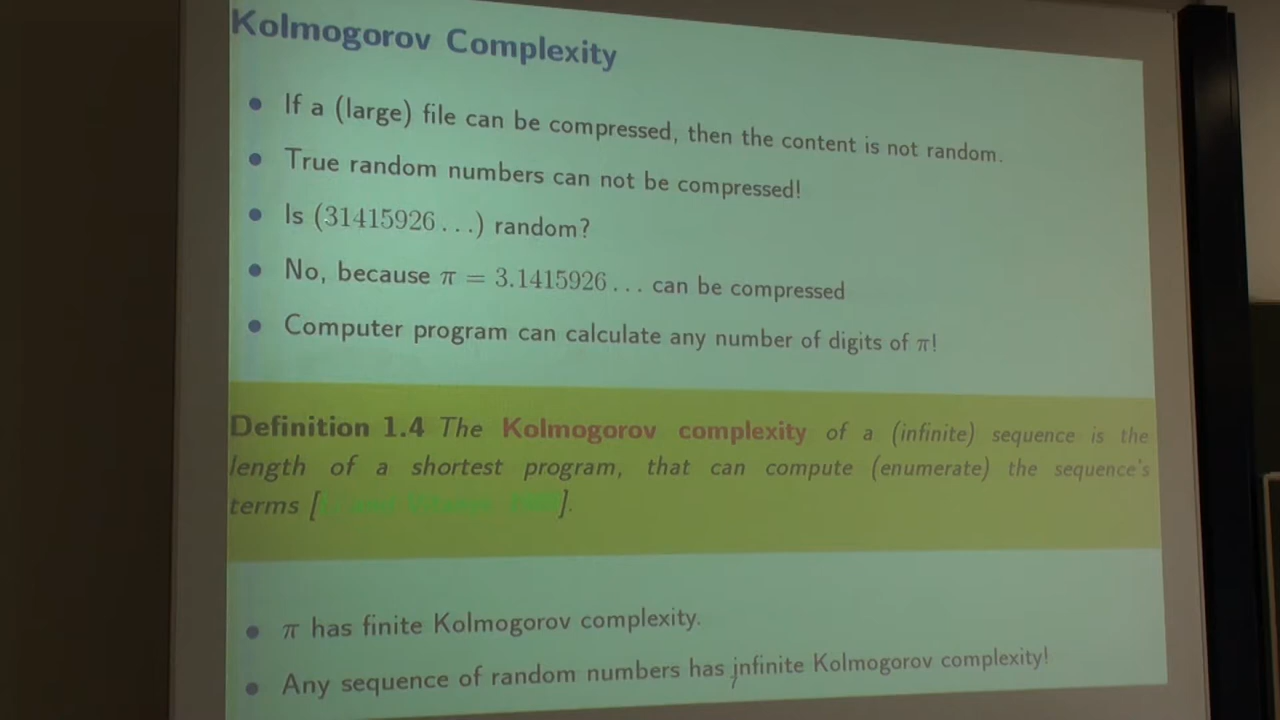 Kolmogorov Complexity
• If a (large) file can be compressed, then the content is not random.
• True random numbers can not be compressed!
• Is (31415926...) random?
• No, because π = 3.1415926... can be compressed
• Computer program can calculate any number of digits of π!
Definition 1.4 The Kolmogorov complexity of a (infinite) sequence is the
length of a shortest program, that can compute (enumerate) the sequence's
terms [ and ].
• π has finite Kolmogorov complexity.
• Any sequence of random numbers has infinite Kolmogorov complexity!